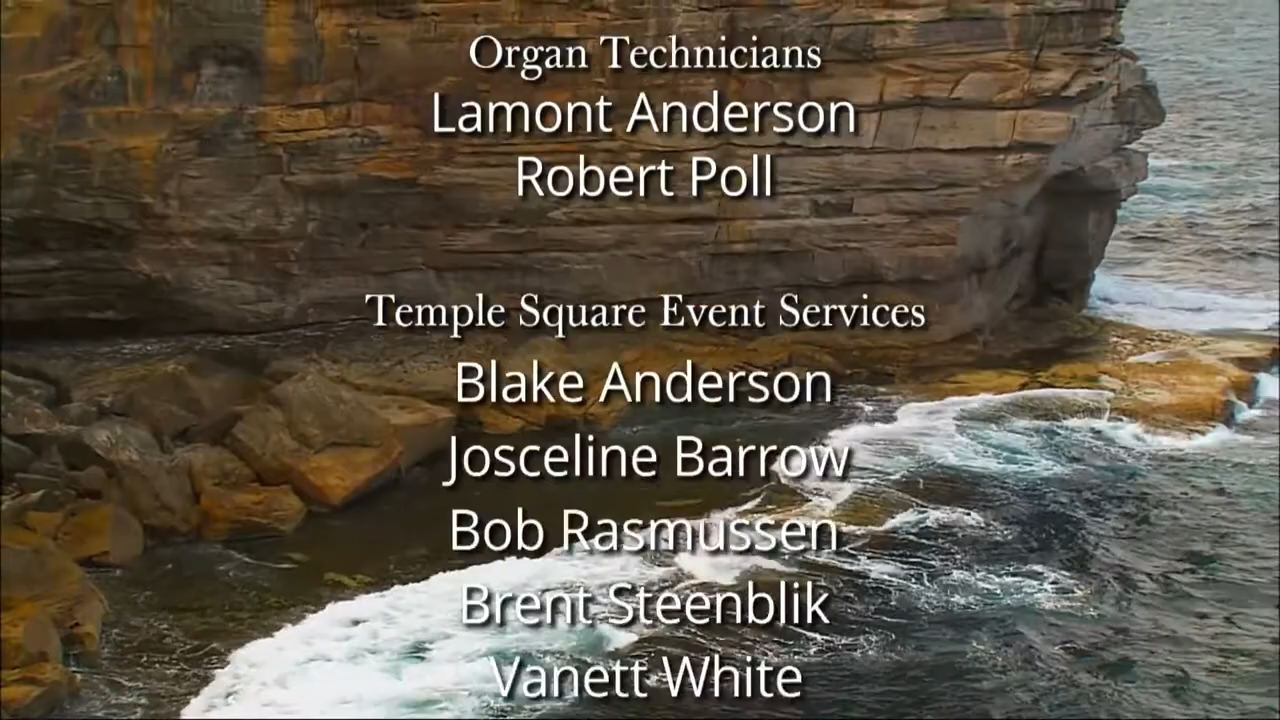 Organ Technicians
Lamont Anderson
Robert Poll
Temple Square Event Services
Blake Anderson
Josceline Barrow
Bob Rasmussen
Brent Steenblik
Vanett White